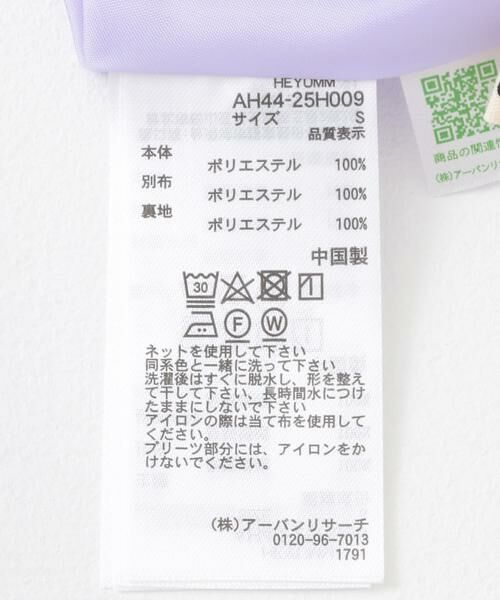 HEYUMM
AH44-25H009
サイズ S
品質表示
本体
ポリエステル 100%
別布
ポリエステル 100%
裏地
ポリエステル 100%
中国製
30
F W
ネットを使用して下さい
同系色と一緒に洗って下さい
洗濯後はすぐに脱水し、形を整え
て干して下さい、長時間水につけ
たままにしないで下さい
アイロンの際は当て布を使用して
ください。
プリーツ部分には、アイロンをか
けないでください。
(株)アーバンリサーチ
0120-96-7013
1791
商品の関連情
(株)アーバンリサー